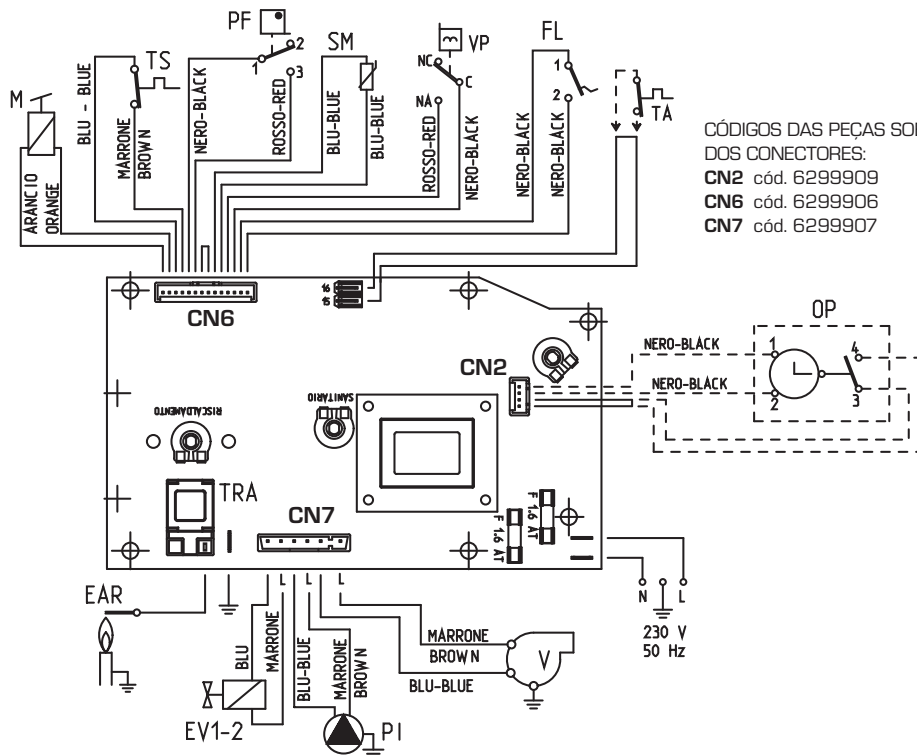 PF
M
TS
SM
VP
FL
TA
1
2
3
NC
C
NA
1
2
BLU - BLUE
MARRONE
BROWN
NERO-BLACK
ROSSO-RED
BLU-BLUE
BLU-BLUE
ROSSO-RED
NERO-BLACK
NERO-BLACK
NERO-BLACK
ARANCIO
ORANGE
CÓDIGOS DAS PEÇAS
DOS CONECTORES:
CN2 cód. 6299909
CN6 cód. 6299906
CN7 cód. 6299907
CN6
CN2
OP
NERO-BLACK
NERO-BLACK
1
2
4
3
RISCALDAMENTO
SANITÁRIO
TRA
CN7
F 1.6 AT
F 1.6 AT
EAR
L
L
L
BLU
MARRONE
BLU-BLUE
MARRONE
BROWN
MARRONE
BROWN
BLU-BLUE
V
EV1-2
PI
N
L
230 V
50 Hz